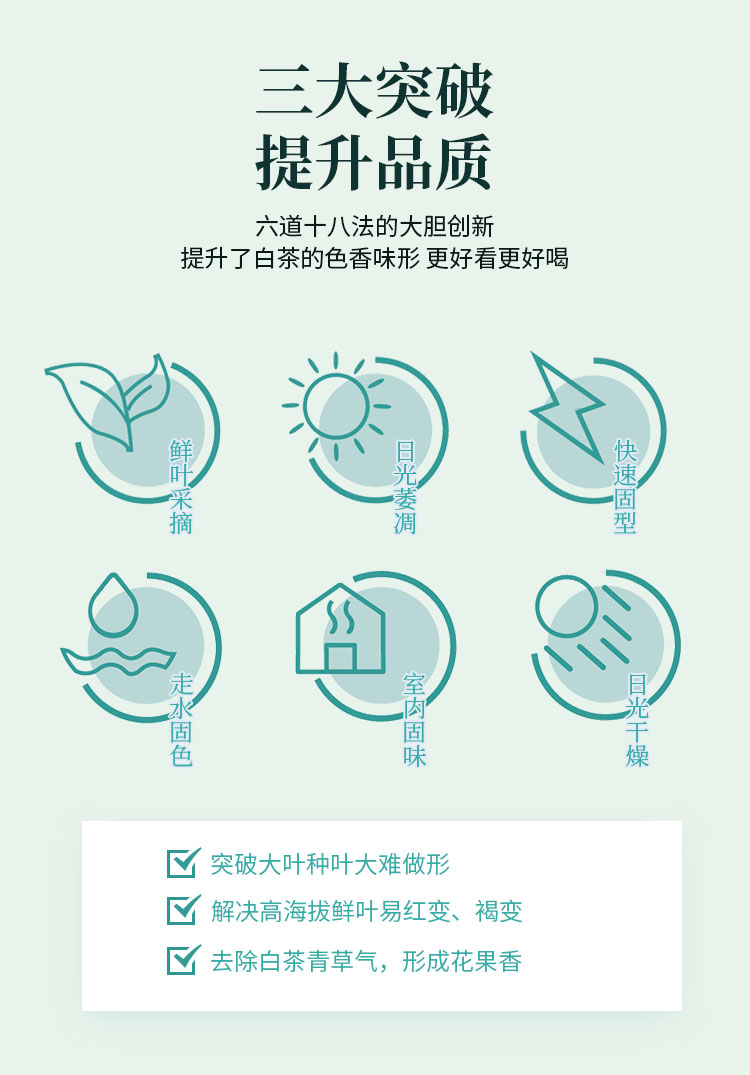 三大突破
提升品质
六道十八法的大胆创新
提升了白茶的色香味形 更好看更好喝
鲜叶采摘
日光萎凋
快速固型
走水固色
室内固味
日光干燥
突破大叶种叶大难做形
解决高海拔鲜叶易红变、褐变
去除白茶青草气，形成花果香